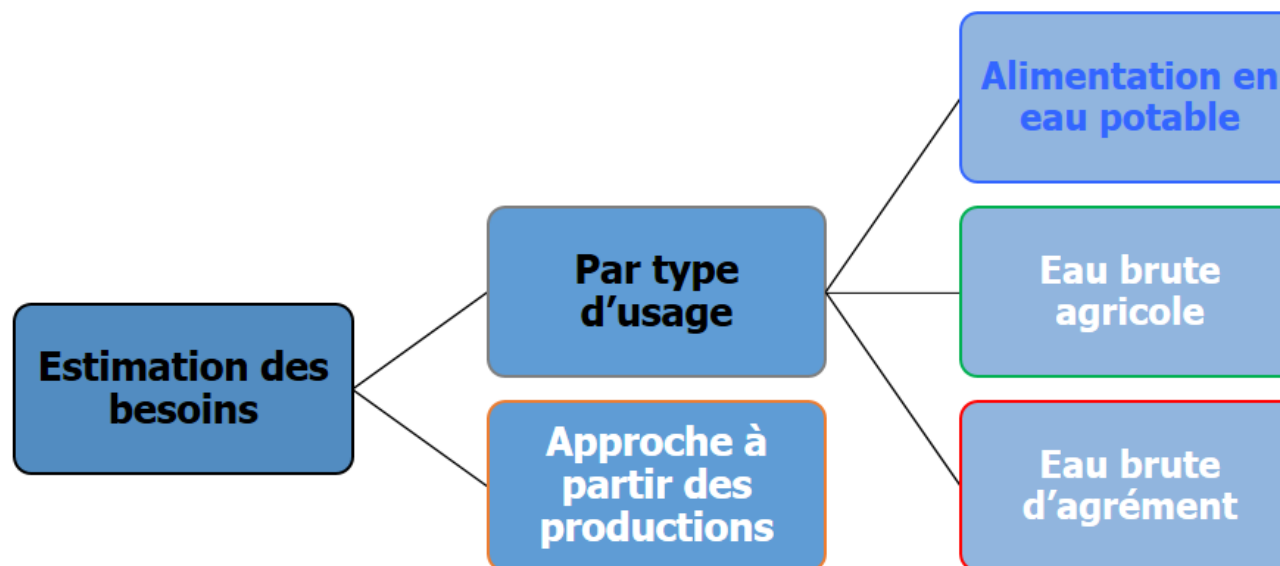 Estimation des
besoins
Par type
d’usage
Approche à
partir des
productions
Alimentation en
eau potable
Eau brute
agricole
Eau brute
d’agrément